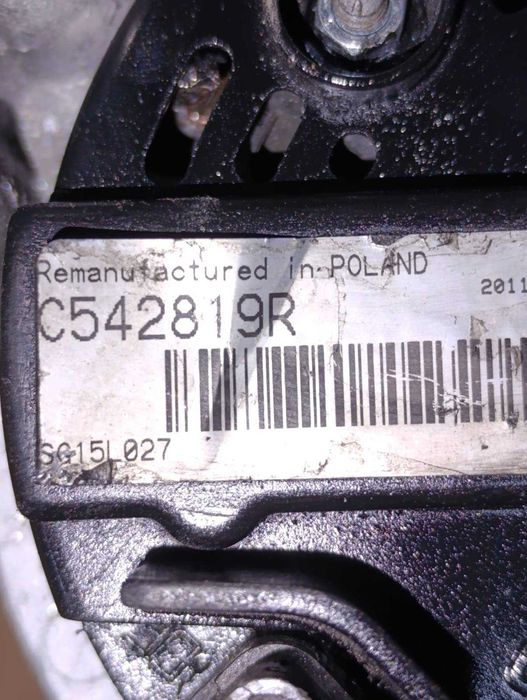 Remanufactured in POLAND
2011
C542819R
SG15L027